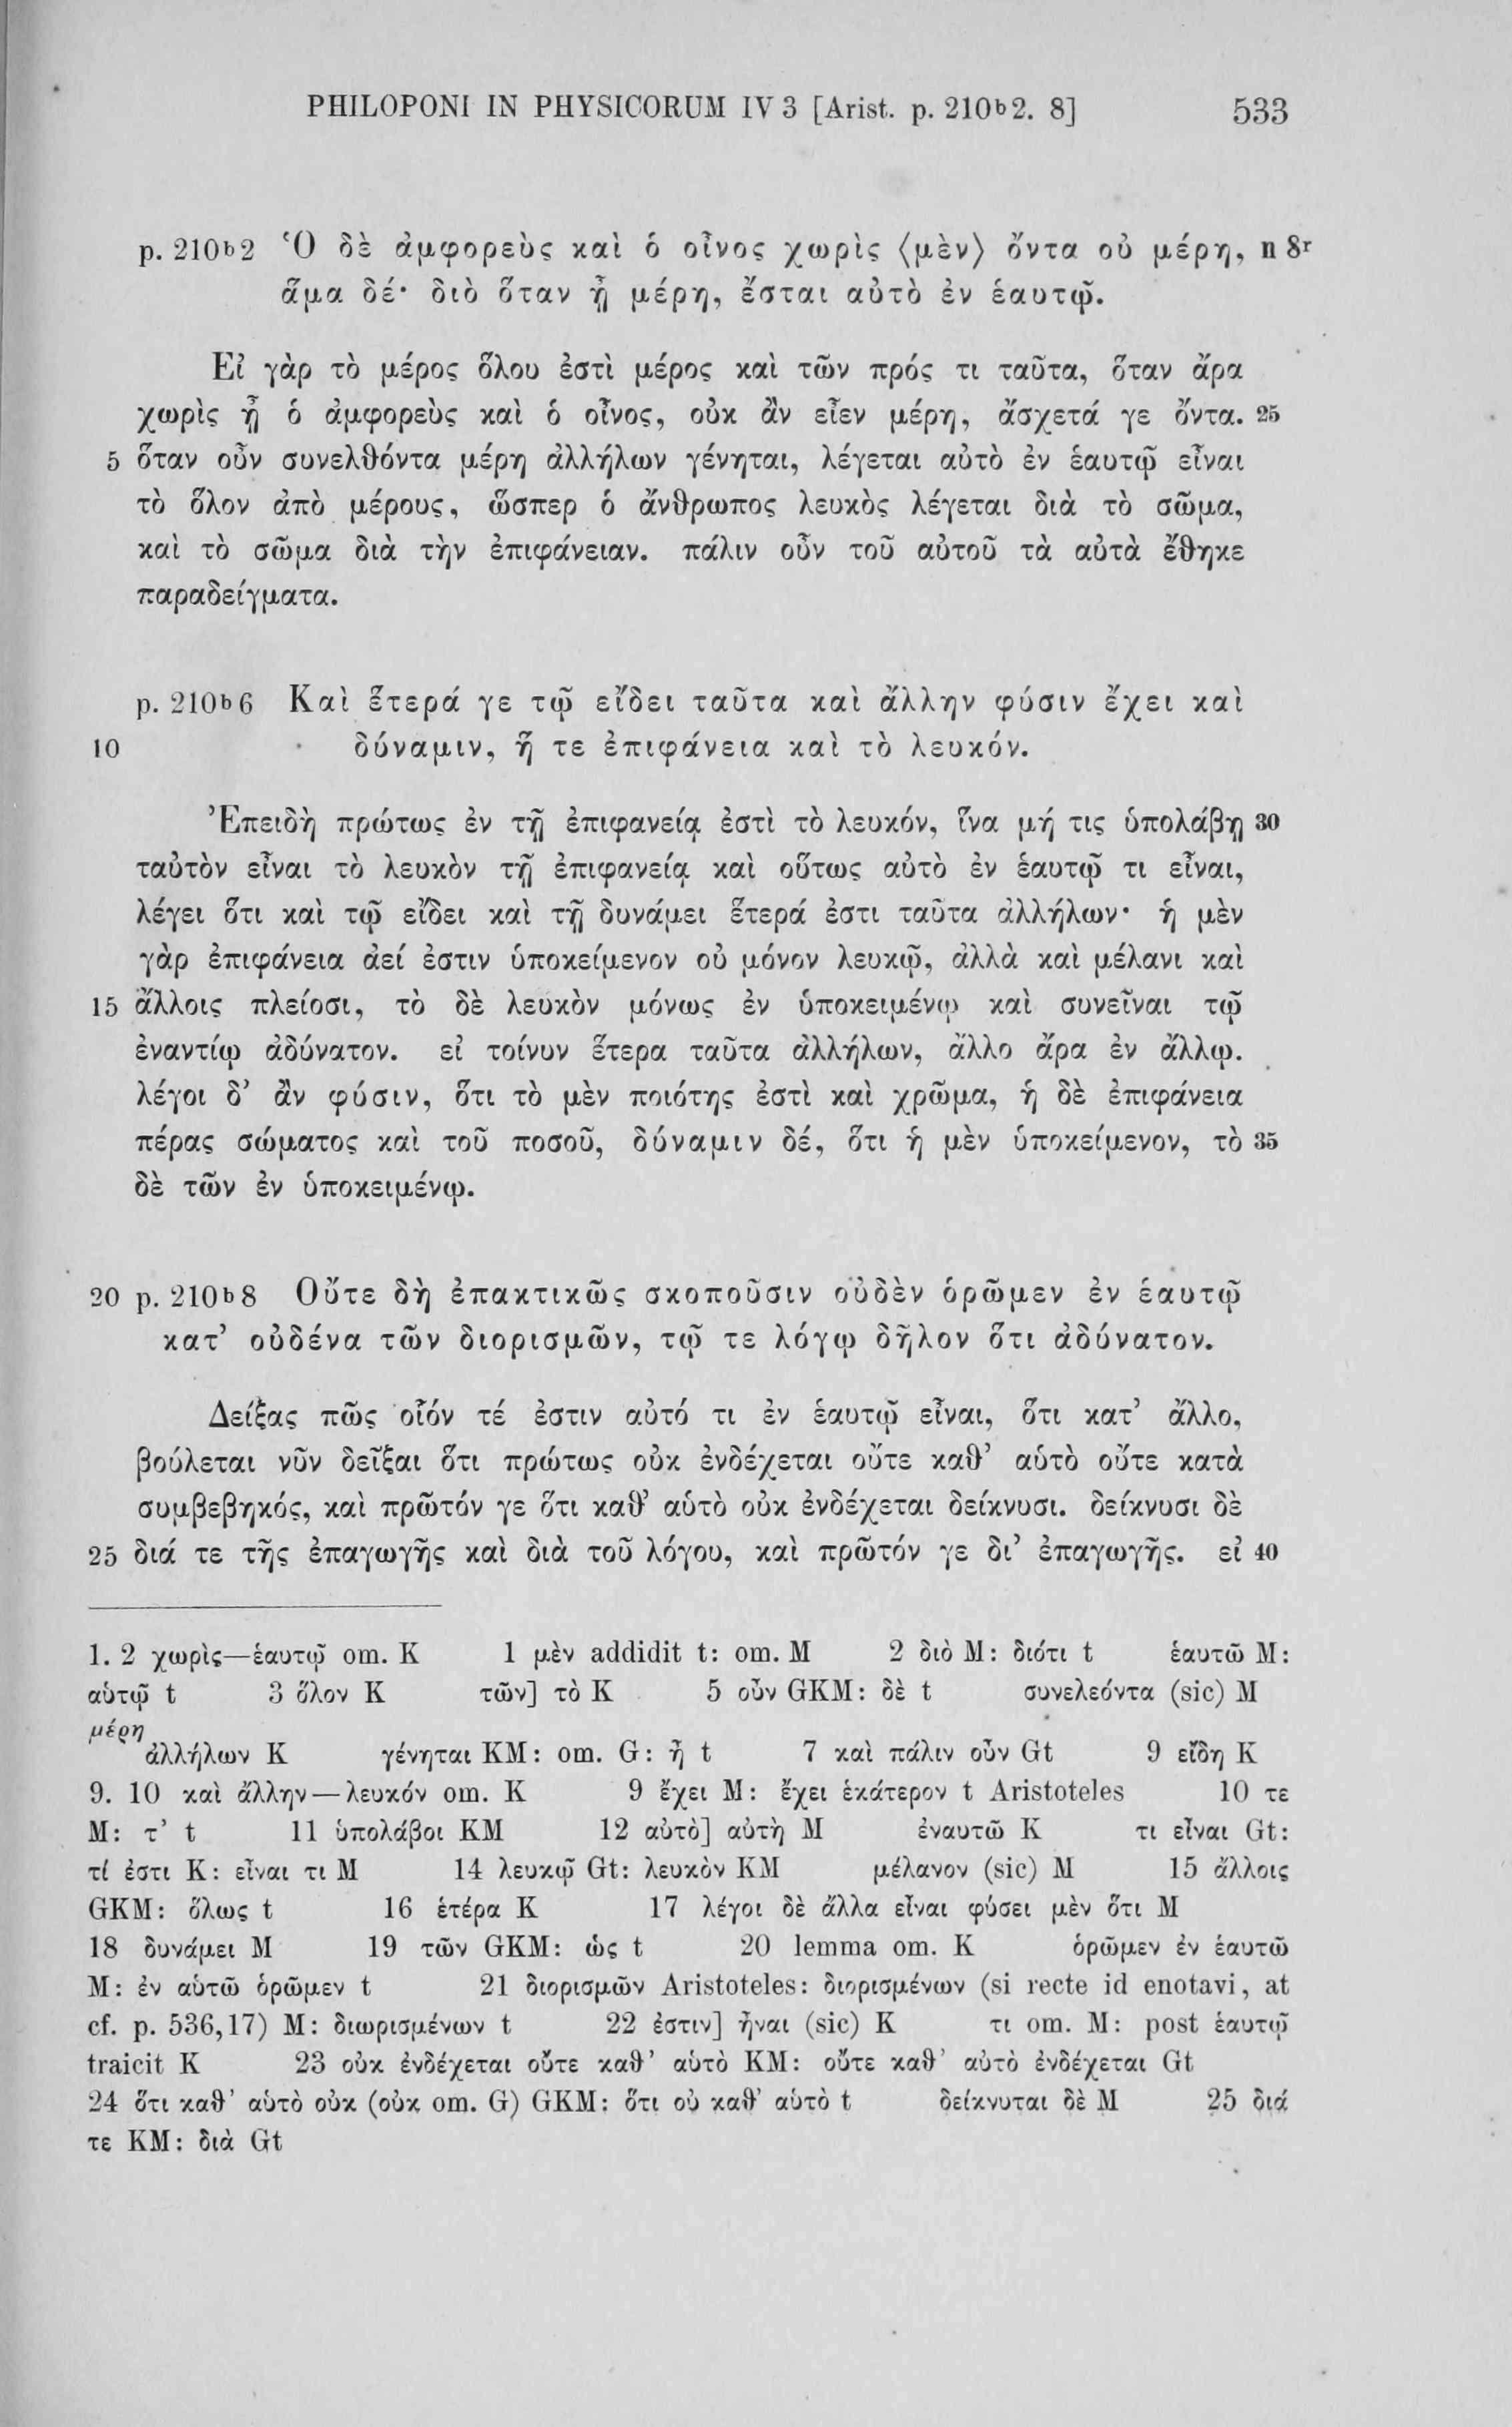 PHILOPONI IN PHYSICORUM IV 3 [Arist. p. 210ᵇ2. 8] 533
p. 210ᵇ2 Ὁ δὲ ἀμφορεὺς καὶ ὁ οἶνος χωρὶς ⟨μὲν⟩ ὄντα οὐ μέρη, n 8ʳ
ἅμα δέ· διὸ ὅταν ᾖ μέρη, ἔσται αὐτὸ ἐν ἑαυτῷ.
Εἰ γὰρ τὸ μέρος ὅλου ἐστὶ μέρος καὶ τῶν πρός τι ταῦτα, ὅταν ἄρα
χωρὶς ᾖ ὁ ἀμφορεὺς καὶ ὁ οἶνος, οὐκ ἂν εἶεν μέρη, ἄσχετά γε ὄντα. 25
5 ὅταν οὖν συνελθόντα μέρη ἀλλήλων γένηται, λέγεται αὐτὸ ἐν ἑαυτῷ εἶναι
τὸ ὅλον ἀπὸ μέρους, ὥσπερ ὁ ἄνθρωπος λευκὸς λέγεται διὰ τὸ σῶμα,
καὶ τὸ σῶμα διὰ τὴν ἐπιφάνειαν. πάλιν οὖν τοῦ αὐτοῦ τὰ αὐτὰ ἔθηκε
παραδείγματα.
p. 210ᵇ6 Καὶ ἕτερά γε τῷ εἴδει ταῦτα καὶ ἄλλην φύσιν ἔχει καὶ
10 δύναμιν, ἥ τε ἐπιφάνεια καὶ τὸ λευκόν.
Ἐπειδὴ πρώτως ἐν τῇ ἐπιφανείᾳ ἐστὶ τὸ λευκόν, ἵνα μή τις ὑπολάβῃ 30
ταὐτὸν εἶναι τὸ λευκὸν τῇ ἐπιφανείᾳ καὶ οὕτως αὐτὸ ἐν ἑαυτῷ τι εἶναι,
λέγει ὅτι καὶ τῷ εἴδει καὶ τῇ δυνάμει ἕτερά ἐστι ταῦτα ἀλλήλων· ἡ μὲν
γὰρ ἐπιφάνεια ἀεί ἐστιν ὑποκείμενον οὐ μόνον λευκῷ, ἀλλὰ καὶ μέλανι καὶ
15 ἄλλοις πλείοσι, τὸ δὲ λευκὸν μόνως ἐν ὑποκειμένῳ καὶ συνεῖναι τῷ
ἐναντίῳ ἀδύνατον. εἰ τοίνυν ἕτερα ταῦτα ἀλλήλων, ἄλλο ἄρα ἐν ἄλλῳ.
λέγοι δ’ ἂν φύσιν, ὅτι τὸ μὲν ποιότης ἐστὶ καὶ χρῶμα, ἡ δὲ ἐπιφάνεια
πέρας σώματος καὶ τοῦ ποσοῦ, δύναμιν δέ, ὅτι ἡ μὲν ὑποκείμενον, τὸ 35
δὲ τῶν ἐν ὑποκειμένῳ.
20 p. 210ᵇ8 Οὔτε δὴ ἐπακτικῶς σκοποῦσιν οὐδὲν ὁρῶμεν ἐν ἑαυτῷ
κατ’ οὐδένα τῶν διορισμῶν, τῷ τε λόγῳ δῆλον ὅτι ἀδύνατον.
Δείξας πῶς οἷόν τέ ἐστιν αὐτό τι ἐν ἑαυτῷ εἶναι, ὅτι κατ’ ἄλλο,
βούλεται νῦν δεῖξαι ὅτι πρώτως οὐκ ἐνδέχεται οὔτε καθ’ αὑτὸ οὔτε κατὰ
συμβεβηκός, καὶ πρῶτόν γε ὅτι καθ’ αὑτὸ οὐκ ἐνδέχεται δείκνυσι. δείκνυσι δὲ
25 διά τε τῆς ἐπαγωγῆς καὶ διὰ τοῦ λόγου, καὶ πρῶτόν γε δι’ ἐπαγωγῆς. εἰ 40
1. 2 χωρὶς—ἑαυτῷ om. K 1 μὲν addidit t: om. M 2 διὸ M: διότι t ἑαυτῶ M:
αὑτῷ t 3 ὅλον K τῶν] τὸ K 5 οὖν GKM: δὲ t συνελεόντα (sic) M
μέρη
ἀλλήλων K γένηται KM: om. G: ᾖ t 7 καὶ πάλιν οὖν Gt 9 εἴδη K
9. 10 καὶ ἄλλην—λευκόν om. K 9 ἔχει M: ἔχει ἑκάτερον t Aristoteles 10 τε
M: τ’ t 11 ὑπολάβοι KM 12 αὐτὸ] αὐτὴ M ἐναυτῶ K τι εἶναι Gt:
τί ἐστι K: εἶναι τι M 14 λευκῷ Gt: λευκὸν KM μέλανον (sic) M 15 ἄλλοις
GKM: ὅλως t 16 ἑτέρα K 17 λέγοι δὲ ἄλλα εἶναι φύσει μὲν ὅτι M
18 δυνάμει M 19 τῶν GKM: ὡς t 20 lemma om. K ὁρῶμεν ἐν ἑαυτῶ
M: ἐν αὑτῶ ὁρῶμεν t 21 διορισμῶν Aristoteles: διορισμένων (si recte id enotavi, at
cf. p. 536,17) M: διωρισμένων t 22 ἐστιν] ἦναι (sic) K τι om. M: post ἑαυτῷ
traicit K 23 οὐκ ἐνδέχεται οὔτε καθ’ αὑτὸ KM: οὔτε καθ’ αὑτὸ ἐνδέχεται Gt
24 ὅτι καθ’ αὑτὸ οὐκ (οὐκ om. G) GKM: ὅτι οὐ καθ’ αὑτὸ t δείκνυται δὲ M 25 διά
τε KM: διὰ Gt